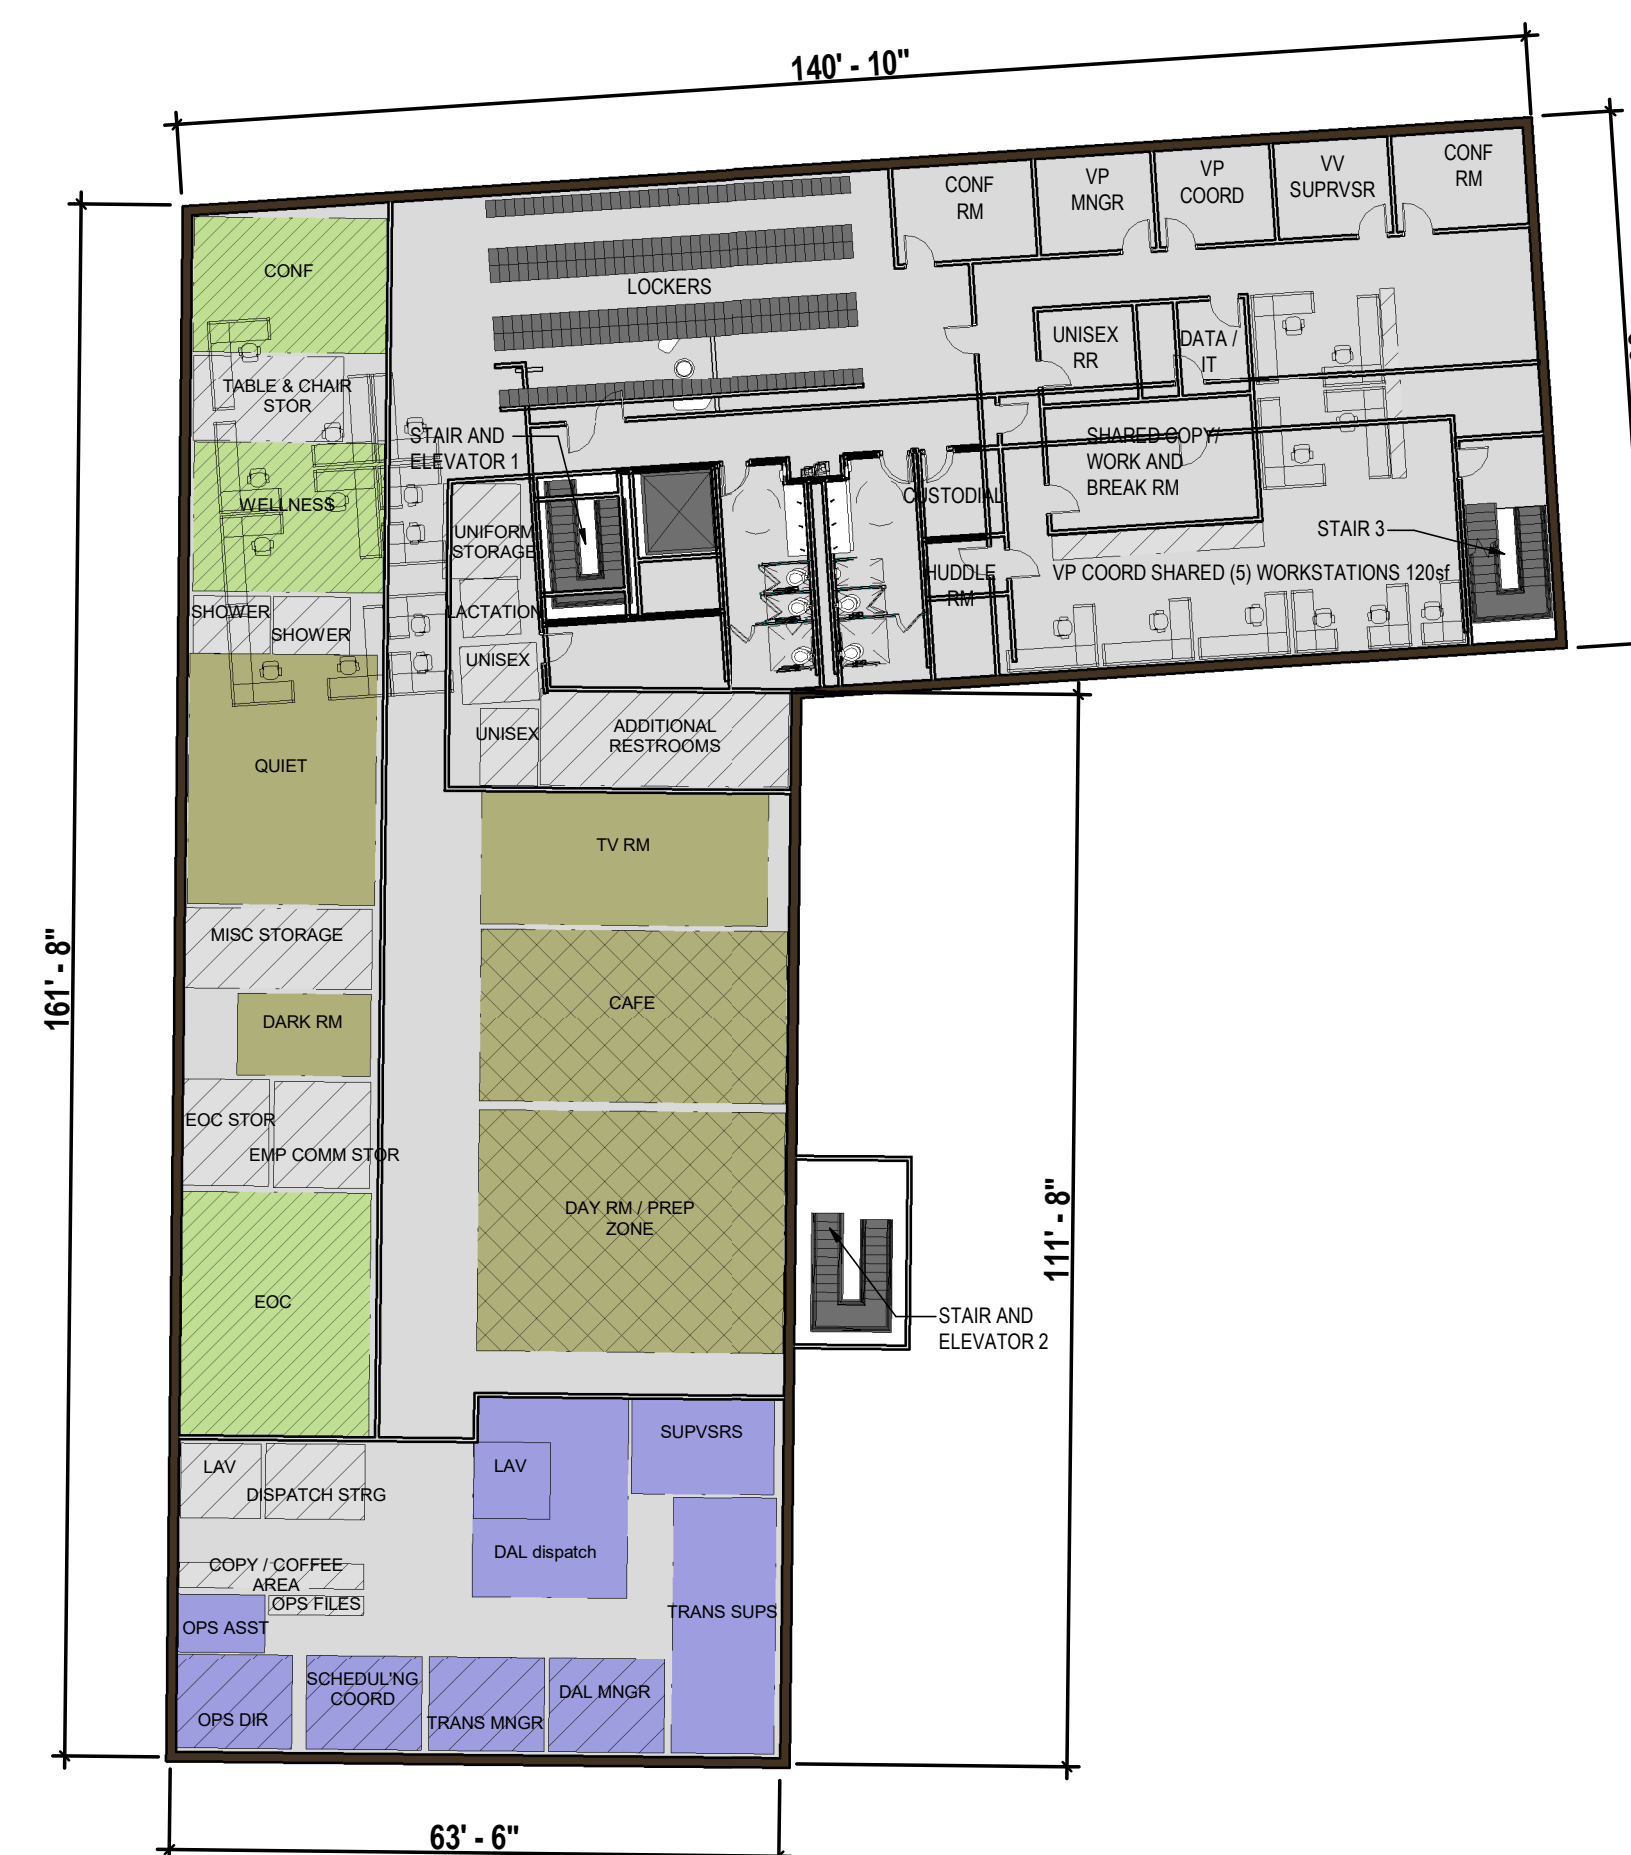 140' - 10"
CONF
RM
VP
MNGR
VP
COORD
VV
SUPRVSR
CONF
RM
CONF
LOCKERS
UNISEX
RR
DATA /
IT
TABLE & CHAIR
STOR
STAIR AND
ELEVATOR 1
SHARED COPY/
WORK AND
BREAK RM
WELLNESS
CUSTODIAL
UNIFORM
STORAGE
STAIR 3
HUDDLE
RM
VP COORD SHARED (5) WORKSTATIONS 120sf
SHOWER
SHOWER
LACTATION
UNISEX
UNISEX
ADDITIONAL
RESTROOMS
QUIET
TV RM
MISC STORAGE
161' - 8"
CAFE
DARK RM
EOC STOR
EMP COMM STOR
DAY RM / PREP
ZONE
111' - 8"
EOC
STAIR AND
ELEVATOR 2
SUPVSRS
LAV
LAV
DISPATCH STRG
DAL dispatch
COPY / COFFEE
AREA
OPS FILES
OPS ASST
TRANS SUPS
SCHEDUL'NG
COORD
OPS DIR
TRANS MNGR
DAL MNGR
63' - 6"